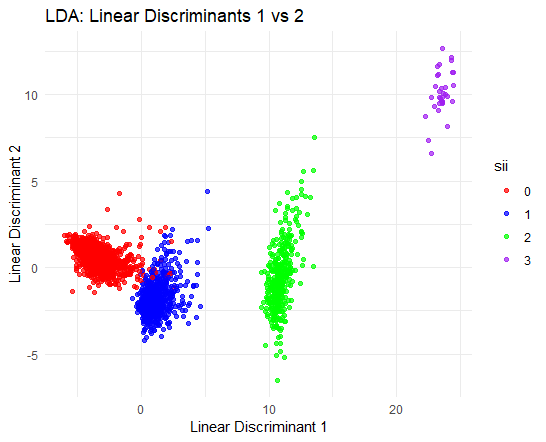 LDA: Linear Discriminants 1 vs 2
Linear Discriminant 2
10
5
0
-5
0
10
20
Linear Discriminant 1
sii
0
1
2
3